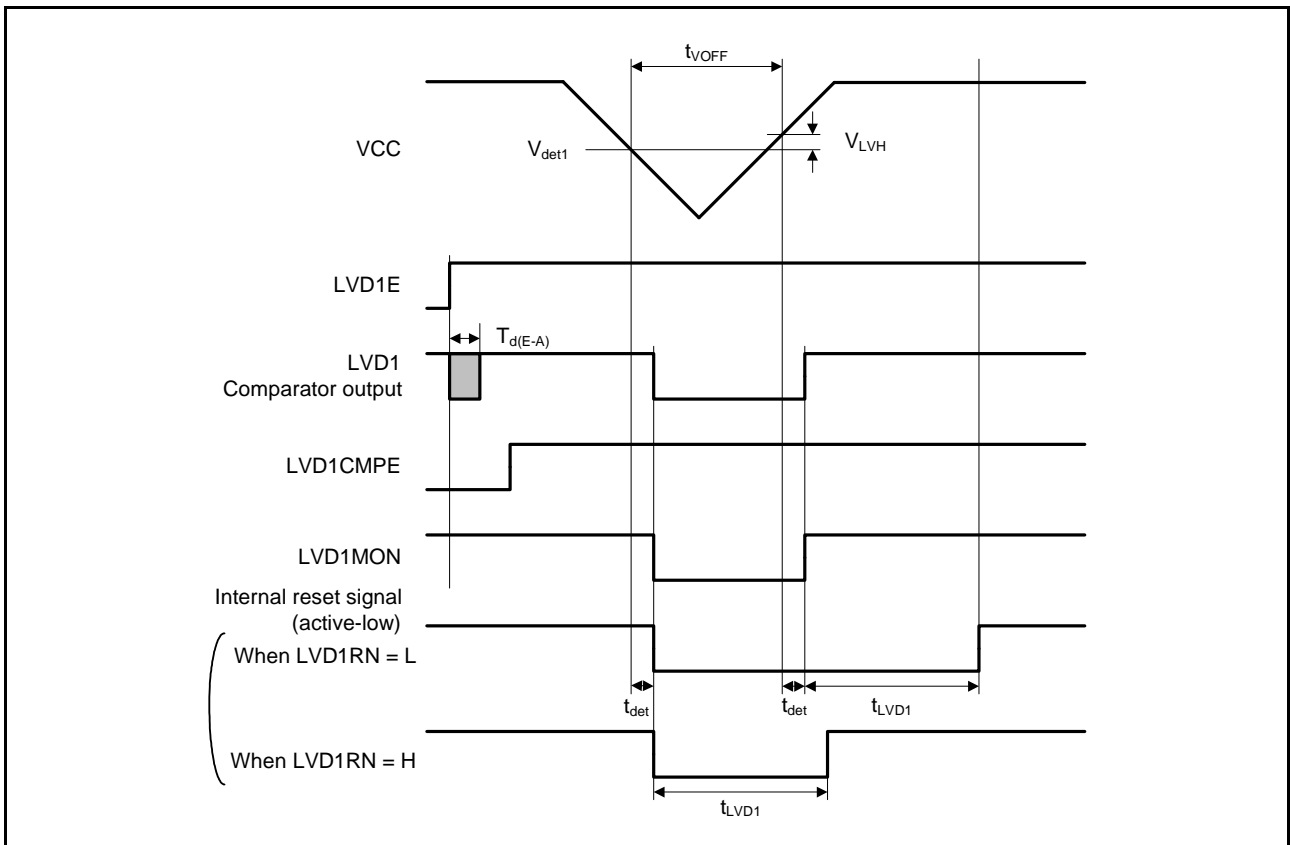 tVOFF
VCC
Vdet1
VLVH
LVD1E
Td(E-A)
LVD1
Comparator output
LVD1CMPE
LVD1MON
Internal reset signal
(active-low)
When LVD1RN = L
tdet
tdet
tLVD1
When LVD1RN = H
tLVD1